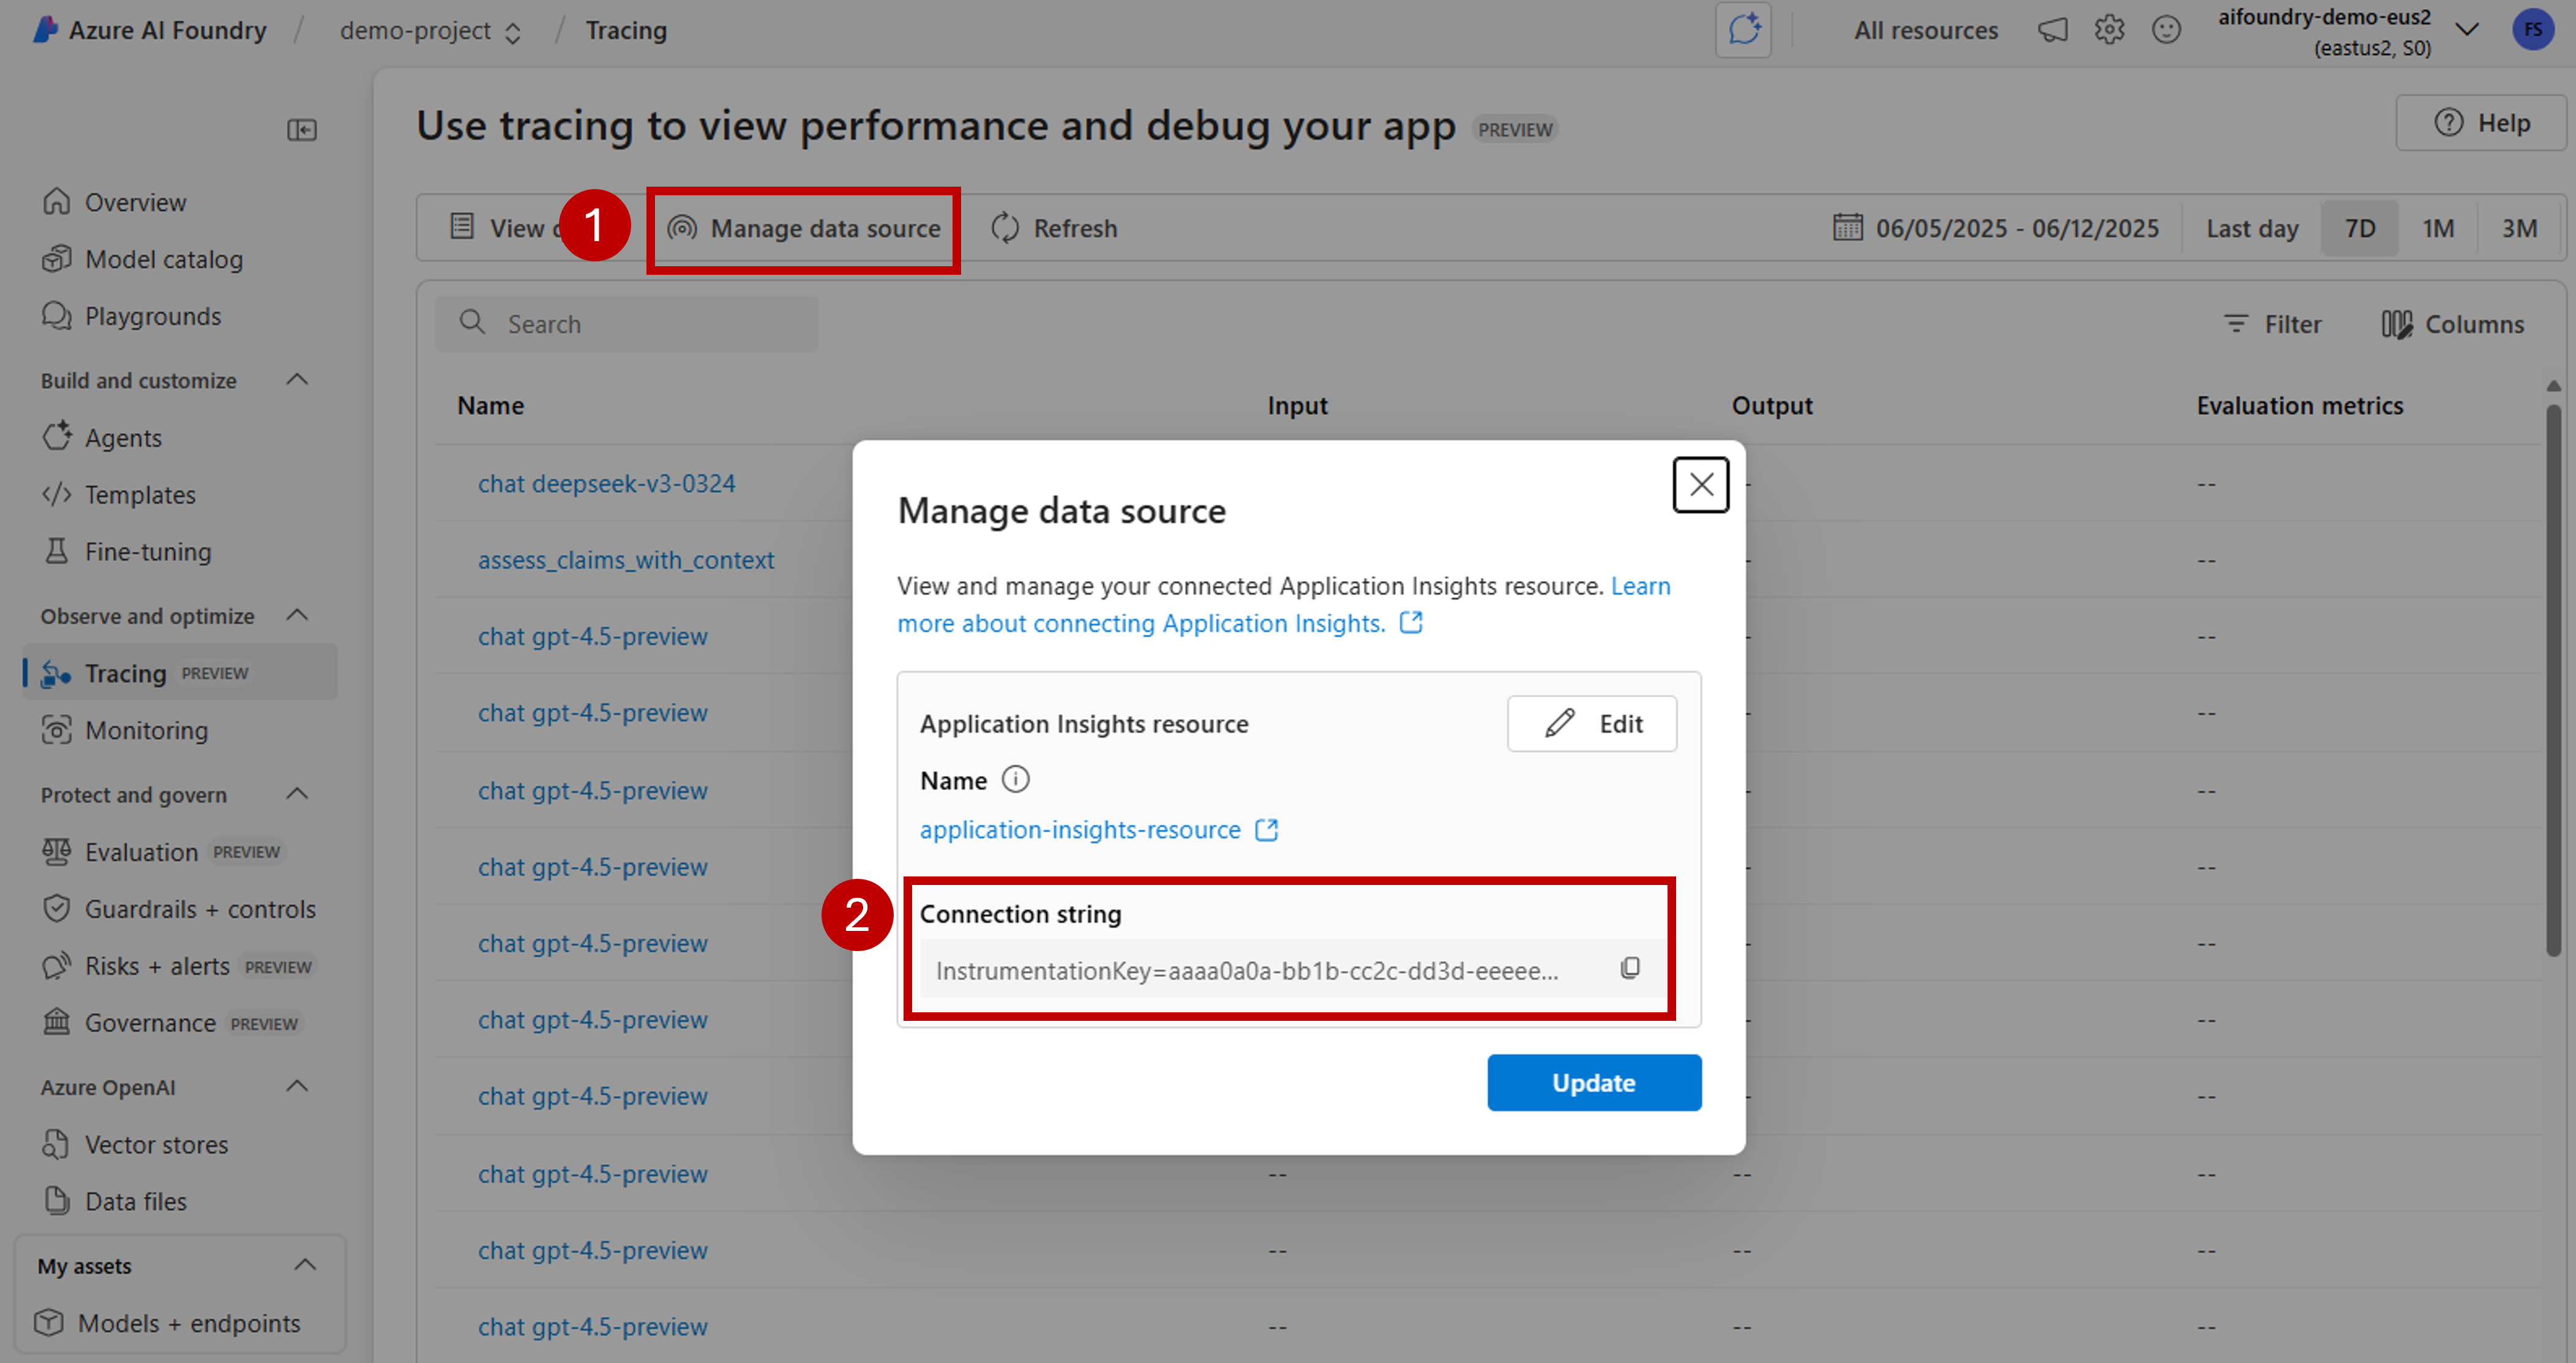 Azure AI Foundry / demo-project / Tracing
All resources
aifoundry-demo-eus2
(eastus2, S0)
FS
Use tracing to view performance and debug your app PREVIEW
Help
View
1
Manage data source
Refresh
06/05/2025 - 06/12/2025
Last day
7D
1M
3M
Overview
Model catalog
Playgrounds
Build and customize
Agents
Templates
Fine-tuning
Observe and optimize
Tracing PREVIEW
Monitoring
Protect and govern
Evaluation PREVIEW
Guardrails + controls
Risks + alerts PREVIEW
Governance PREVIEW
Azure OpenAI
Vector stores
Data files
My assets
Models + endpoints
Search
Filter
Columns
Name Input Output Evaluation metrics
chat deepseek-v3-0324 --
assess_claims_with_context --
chat gpt-4.5-preview --
chat gpt-4.5-preview --
chat gpt-4.5-preview --
chat gpt-4.5-preview --
chat gpt-4.5-preview --
chat gpt-4.5-preview --
chat gpt-4.5-preview --
chat gpt-4.5-preview -- -- --
chat gpt-4.5-preview -- -- --
chat gpt-4.5-preview -- -- --
Manage data source
View and manage your connected Application Insights resource. Learn
more about connecting Application Insights.
Application Insights resource
Edit
Name
application-insights-resource
2
Connection string
InstrumentationKey=aaaa0a0a-bb1b-cc2c-dd3d-eeeee...
Update